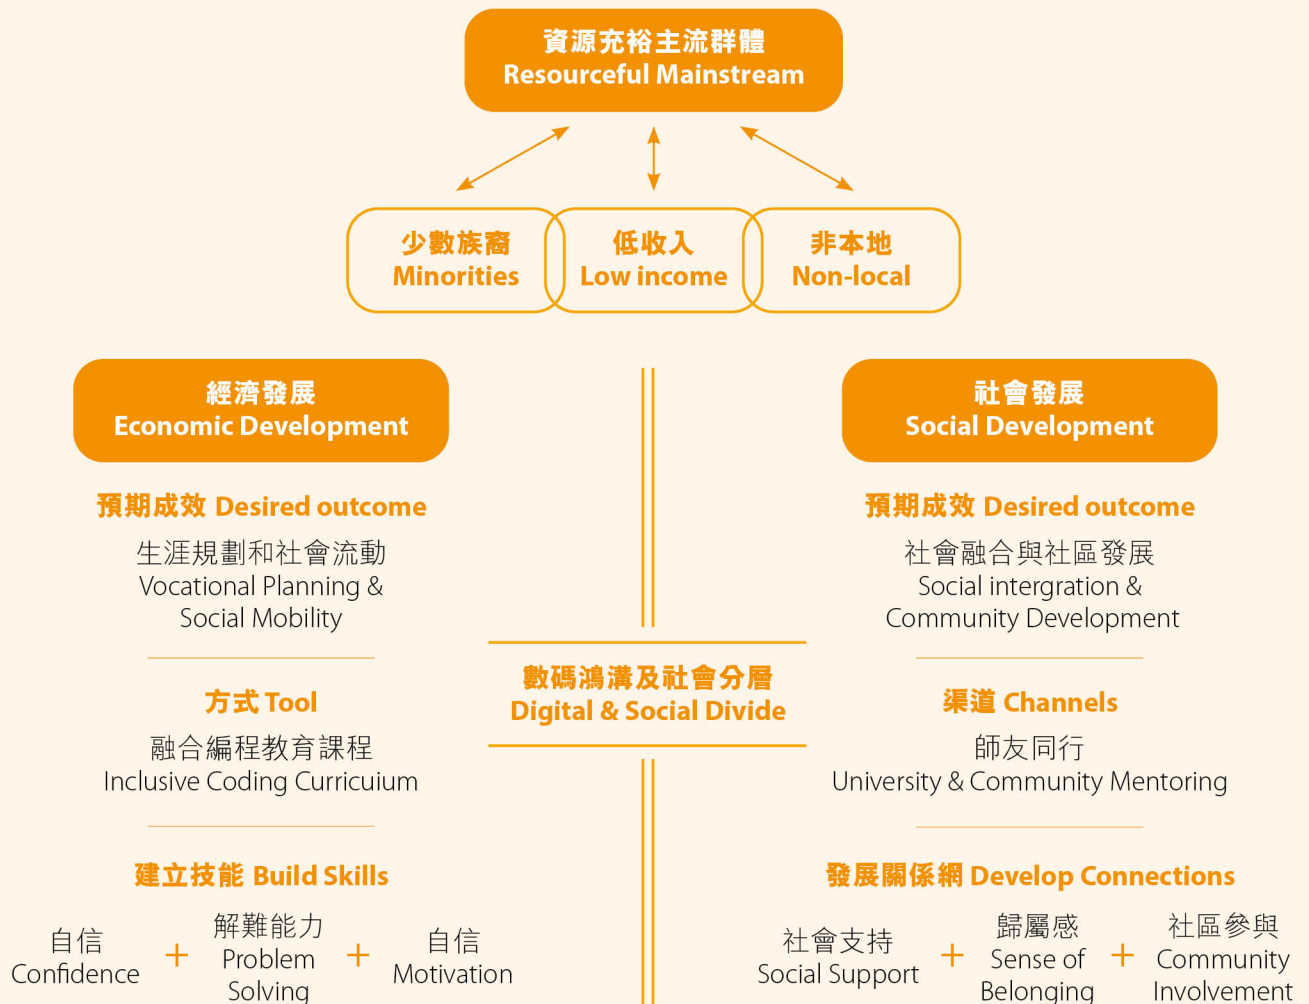 資源充裕主流群體
Resourceful Mainstream
少數族裔
Minorities
低收入
Low income
非本地
Non-local
經濟發展
Economic Development
預期成效 Desired outcome
生涯規劃和社會流動
Vocational Planning &
Social Mobility
方式 Tool
融合編程教育課程
Inclusive Coding Curricuium
建立技能 Build Skills
自信
Confidence
+
解難能力
Problem
Solving
+
自信
Motivation
數碼鴻溝及社會分層
Digital & Social Divide
社會發展
Social Development
預期成效 Desired outcome
社會融合與社區發展
Social intergration &
Community Development
渠道 Channels
師友同行
University & Community Mentoring
發展關係網 Develop Connections
社會支持
Social Support
+
歸屬感
Sense of
Belonging
+
社區參與
Community
Involvement